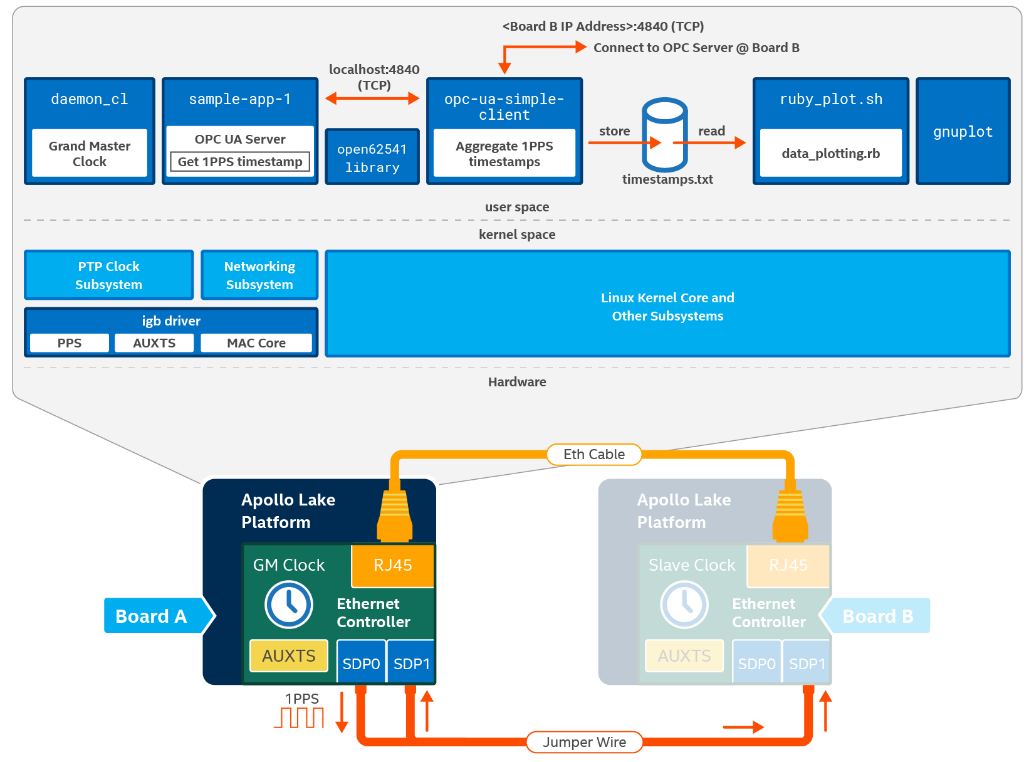 <Board B IP Address>:4840 (TCP)
Connect to OPC Server @ Board B
localhost:4840
(TCP)
daemon_cl
Grand Master
Clock
sample-app-1
OPC UA Server
Get 1PPS timestamp
open62541
library
opc-ua-simple-
client
Aggregate 1PPS
timestamps
store
read
timestamps.txt
ruby_plot.sh
data_plotting.rb
gnuplot
user space
kernel space
PTP Clock
Subsystem
Networking
Subsystem
igb driver
PPS
AUXTS
MAC Core
Linux Kernel Core and
Other Subsystems
Hardware
Eth Cable
Apollo Lake
Platform
GM Clock
RJ45
Ethernet
Controller
AUXTS
SDP0
SDP1
Board A
Apollo Lake
Platform
Slave Clock
RJ45
Ethernet
Controller
AUXTS
SDP0
SDP1
Board B
1PPS
Jumper Wire